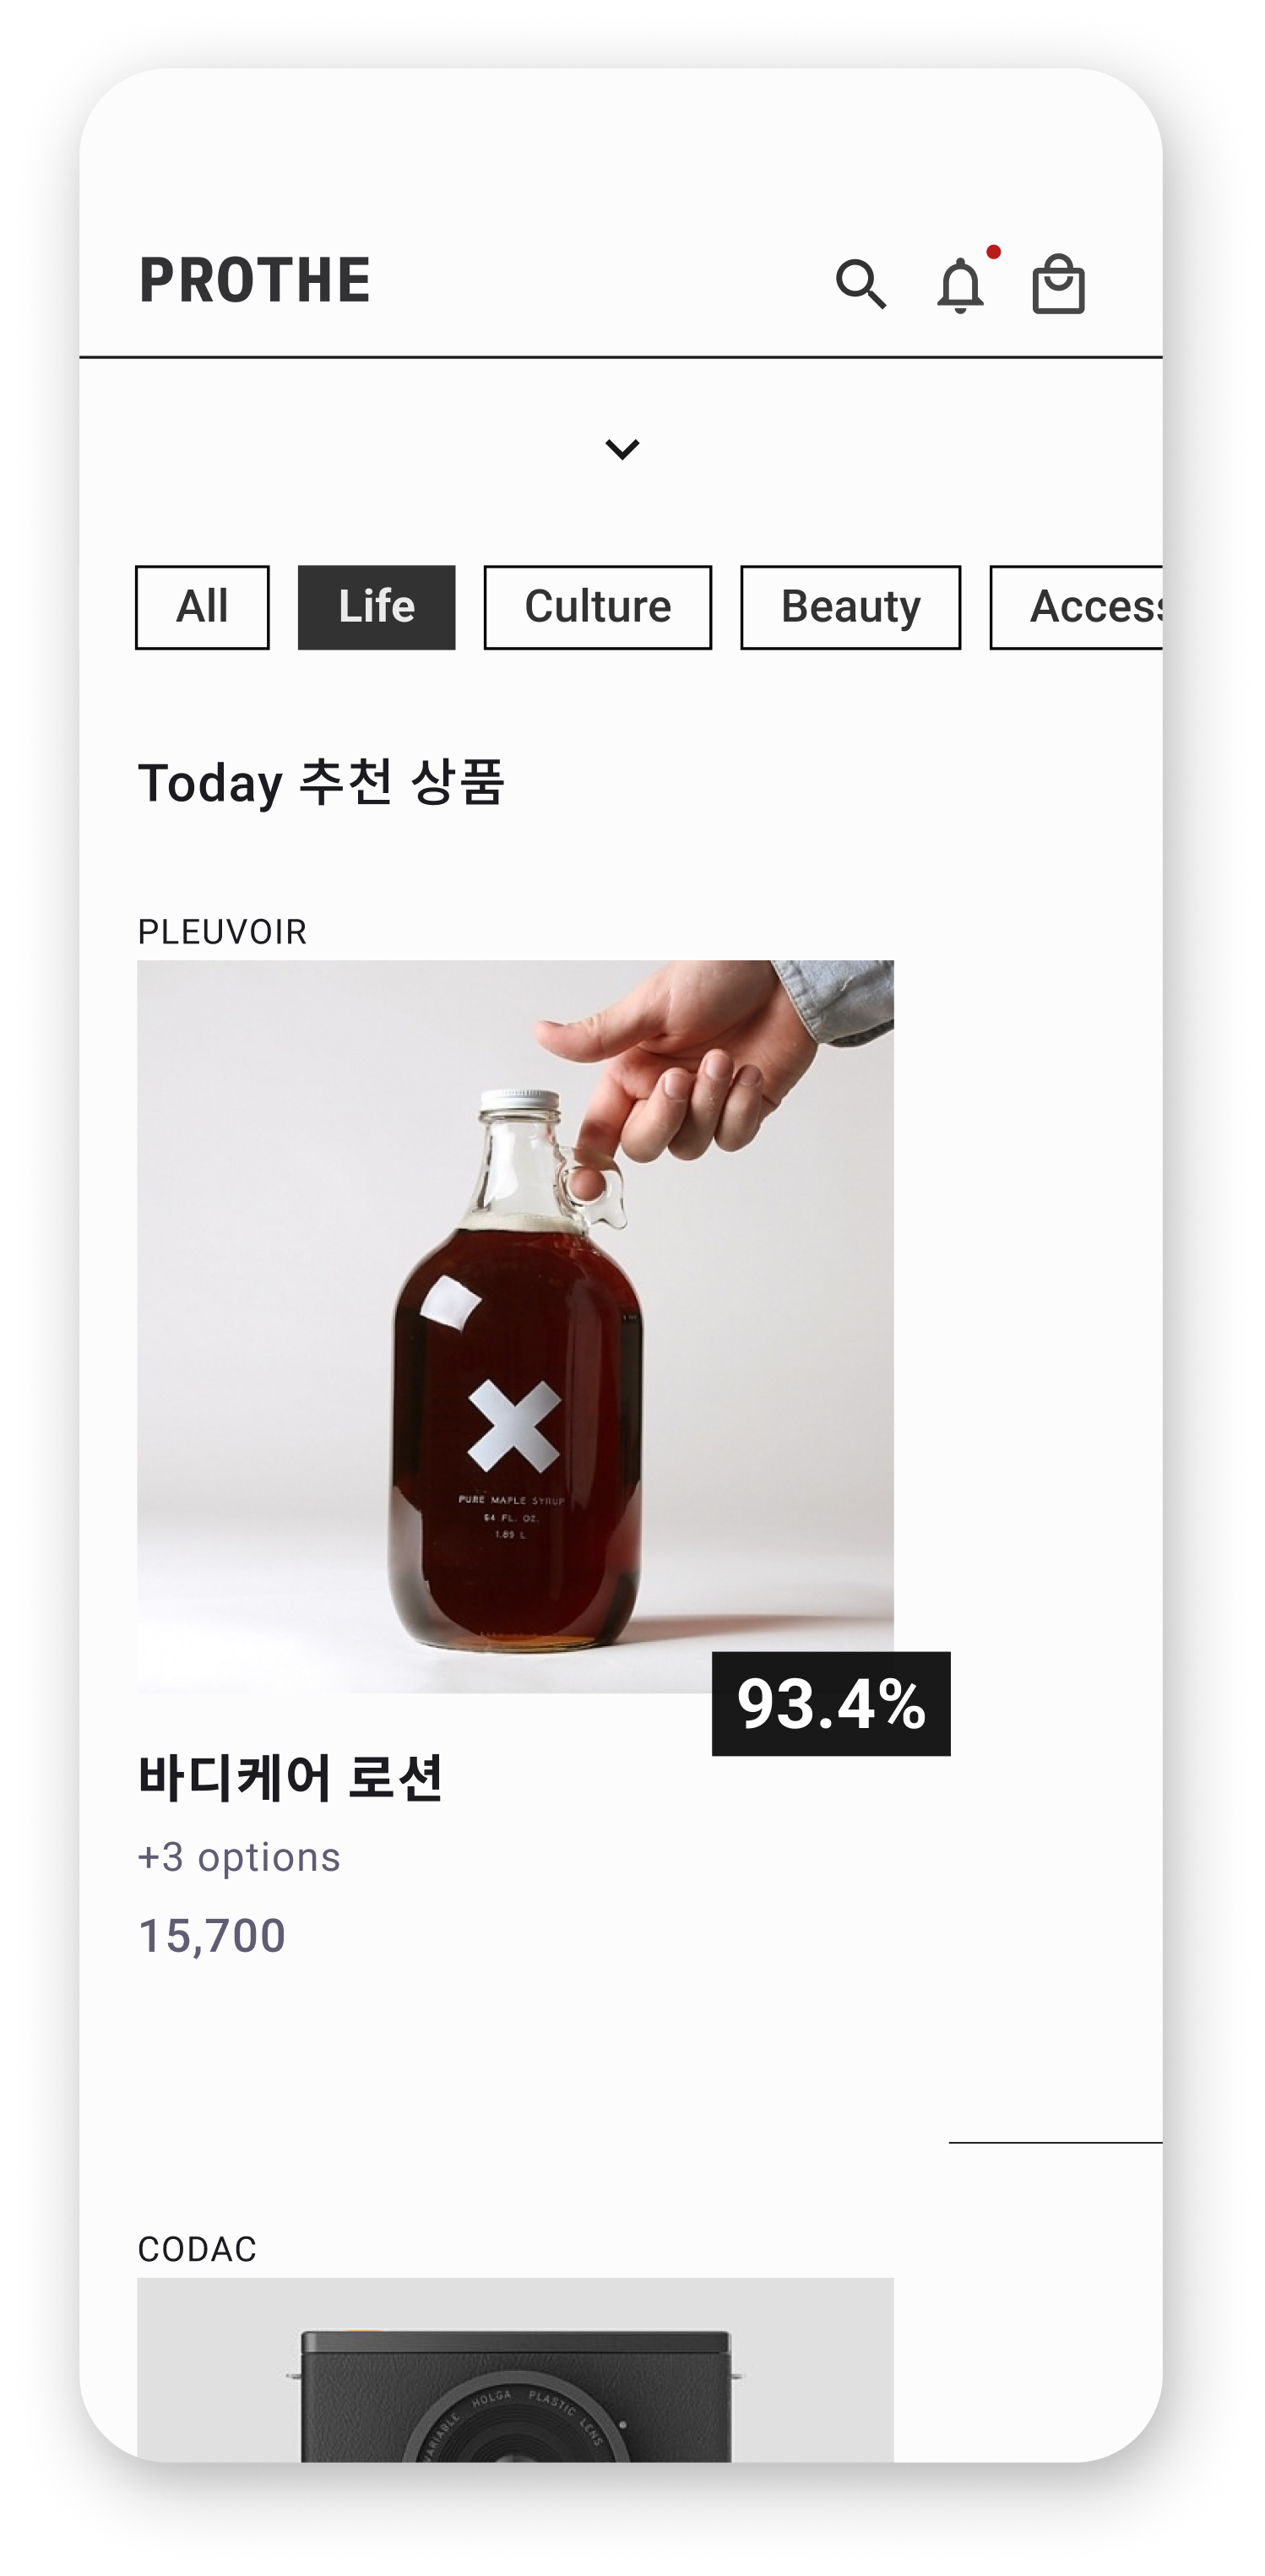 PROTHE
All
Life
Culture
Beauty
Access
Today 추천 상품
PLEUVOIR
PURE MAPLE SYRUP
64 FL. OZ.
1.89 L
93.4%
바디케어 로션
+3 options
15,700
CODAC
VARIABLE HOLGA PLASTIC LENS